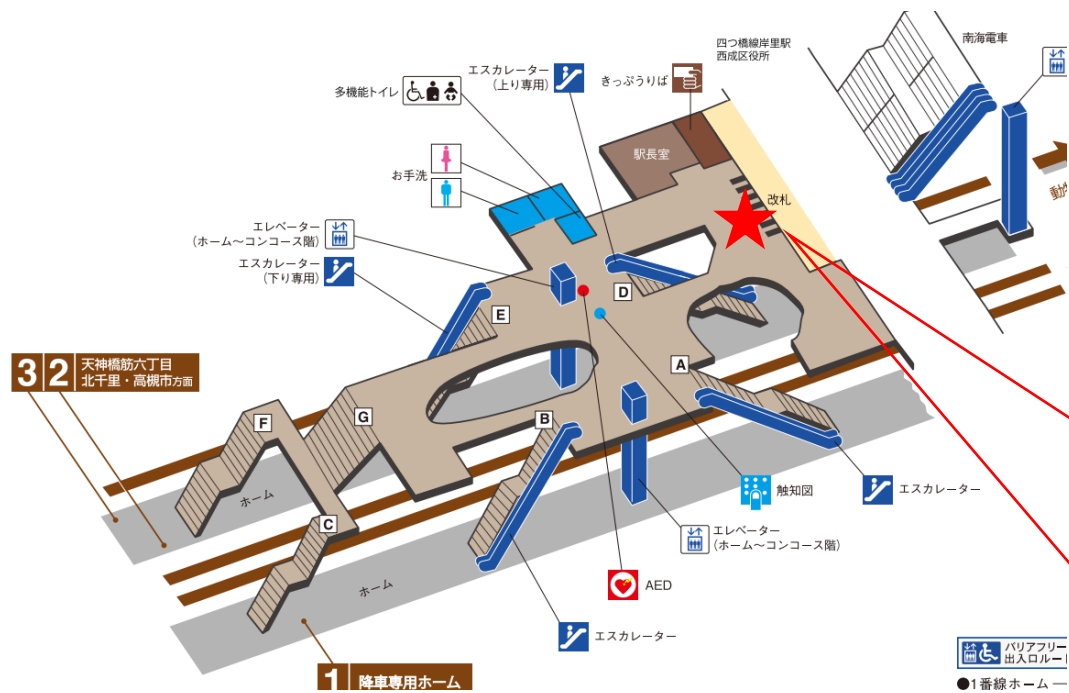 四つ橋線岸里駅
西成区役所
南海電車
エスカレーター
(上り専用)
きっぷうりば
多機能トイレ
駅長室
お手洗
改札
動物
エレベーター
(ホーム〜コンコース階)
エスカレーター
(下り専用)
D
E
A
3 2 天神橋筋六丁目
北千里・高槻市方面
F
G
B
ホーム
触知図
エスカレーター
C
エレベーター
(ホーム〜コンコース階)
ホーム
AED
エスカレーター
バリアフリー
出入口ルート
1 降車専用ホーム
●1番線ホーム